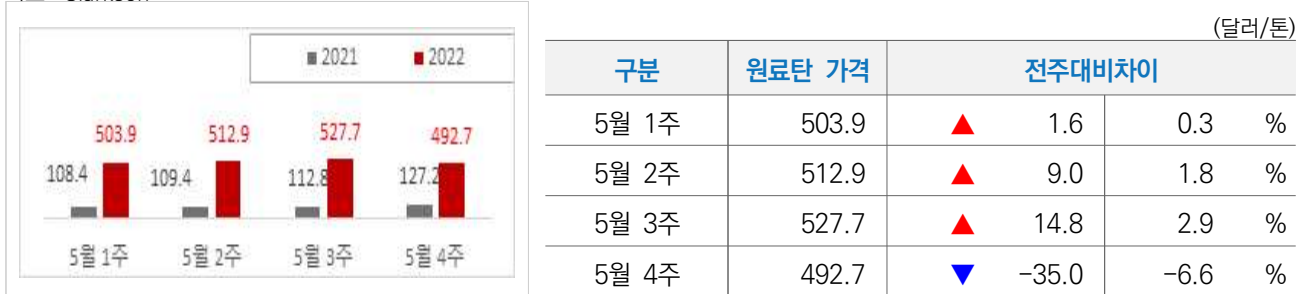 ■ 2021 ■ 2022
503.9 512.9 527.7 492.7
108.4 109.4 112.8 127.2
5월 1주 5월 2주 5월 3주 5월 4주
(달러/톤)
구분 원료탄 가격 전주대비차이
5월 1주 503.9 ▲ 1.6 0.3 %
5월 2주 512.9 ▲ 9.0 1.8 %
5월 3주 527.7 ▲ 14.8 2.9 %
5월 4주 492.7 ▼ -35.0 -6.6 %